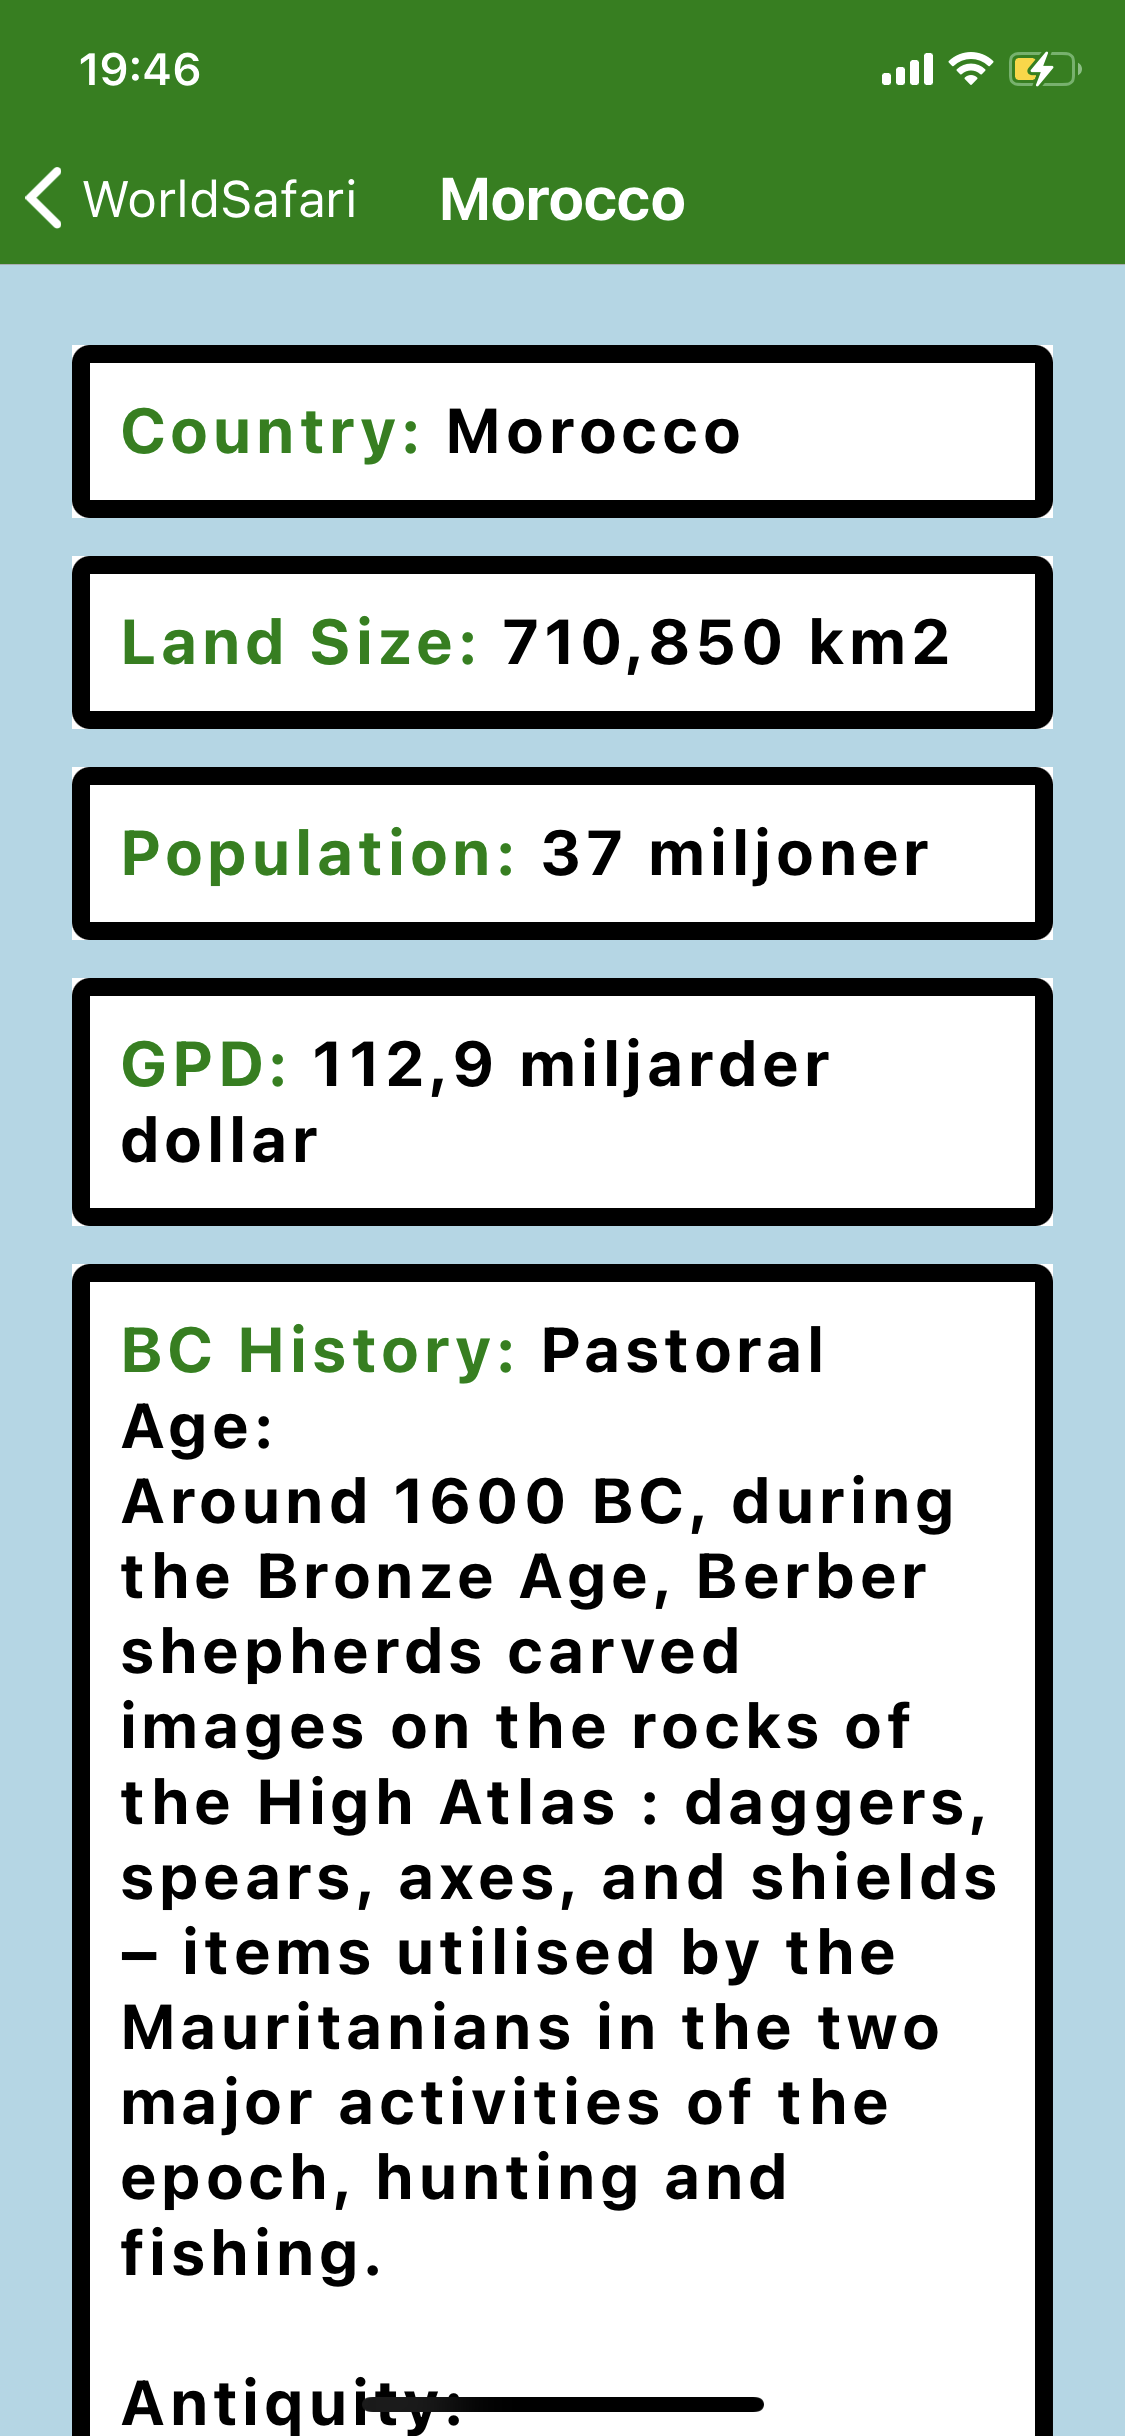 19:46
WorldSafari Morocco
Country: Morocco
Land Size: 710,850 km2
Population: 37 miljoner
GPD: 112,9 miljarder
dollar
BC History: Pastoral
Age:
Around 1600 BC, during
the Bronze Age, Berber
shepherds carved
images on the rocks of
the High Atlas : daggers,
spears, axes, and shields
– items utilised by the
Mauritanians in the two
major activities of the
epoch, hunting and
fishing.
Antiquity: